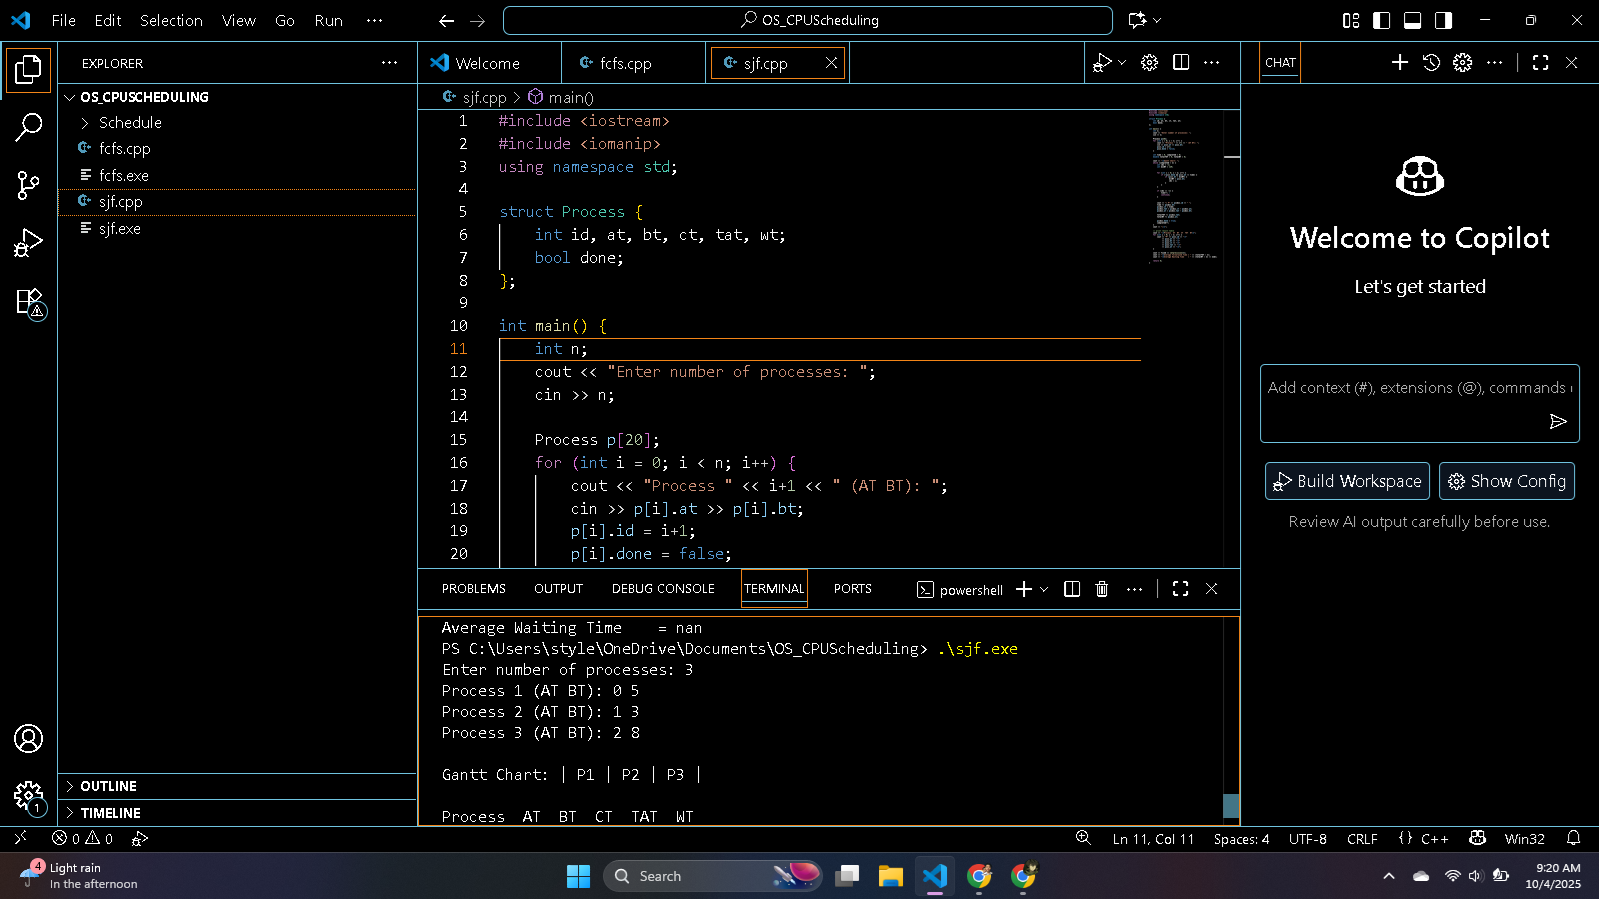 File Edit Selection View Go Run ...
OS_CPUScheduling
EXPLORER
OS_CPUSCHEDULING
Schedule
fcfs.cpp
fcfs.exe
sjf.cpp
sjf.exe
OUTLINE
TIMELINE
Welcome fcfs.cpp sjf.cpp
sjf.cpp > main()
1 #include <iostream>
2 #include <iomanip>
3 using namespace std;
4
5 struct Process {
6 int id, at, bt, ct, tat, wt;
7 bool done;
8 };
9
10 int main() {
11 int n;
12 cout << "Enter number of processes: ";
13 cin >> n;
14
15 Process p[20];
16 for (int i = 0; i < n; i++) {
17 cout << "Process " << i+1 << " (AT BT): ";
18 cin >> p[i].at >> p[i].bt;
19 p[i].id = i+1;
20 p[i].done = false;
PROBLEMS OUTPUT DEBUG CONSOLE TERMINAL PORTS powershell
Average Waiting Time = nan
PS C:\Users\style\OneDrive\Documents\OS_CPUScheduling> .\sjf.exe
Enter number of processes: 3
Process 1 (AT BT): 0 5
Process 2 (AT BT): 1 3
Process 3 (AT BT): 2 8
Gantt Chart: | P1 | P2 | P3 |
Process AT BT CT TAT WT
CHAT
Welcome to Copilot
Let's get started
Add context (#), extensions (@), commands
Build Workspace Show Config
Review AI output carefully before use.
1
0 0 Ln 11, Col 11 Spaces: 4 UTF-8 CRLF {} C++ Win32
4
Light rain
In the afternoon
Search
9:20 AM
10/4/2025